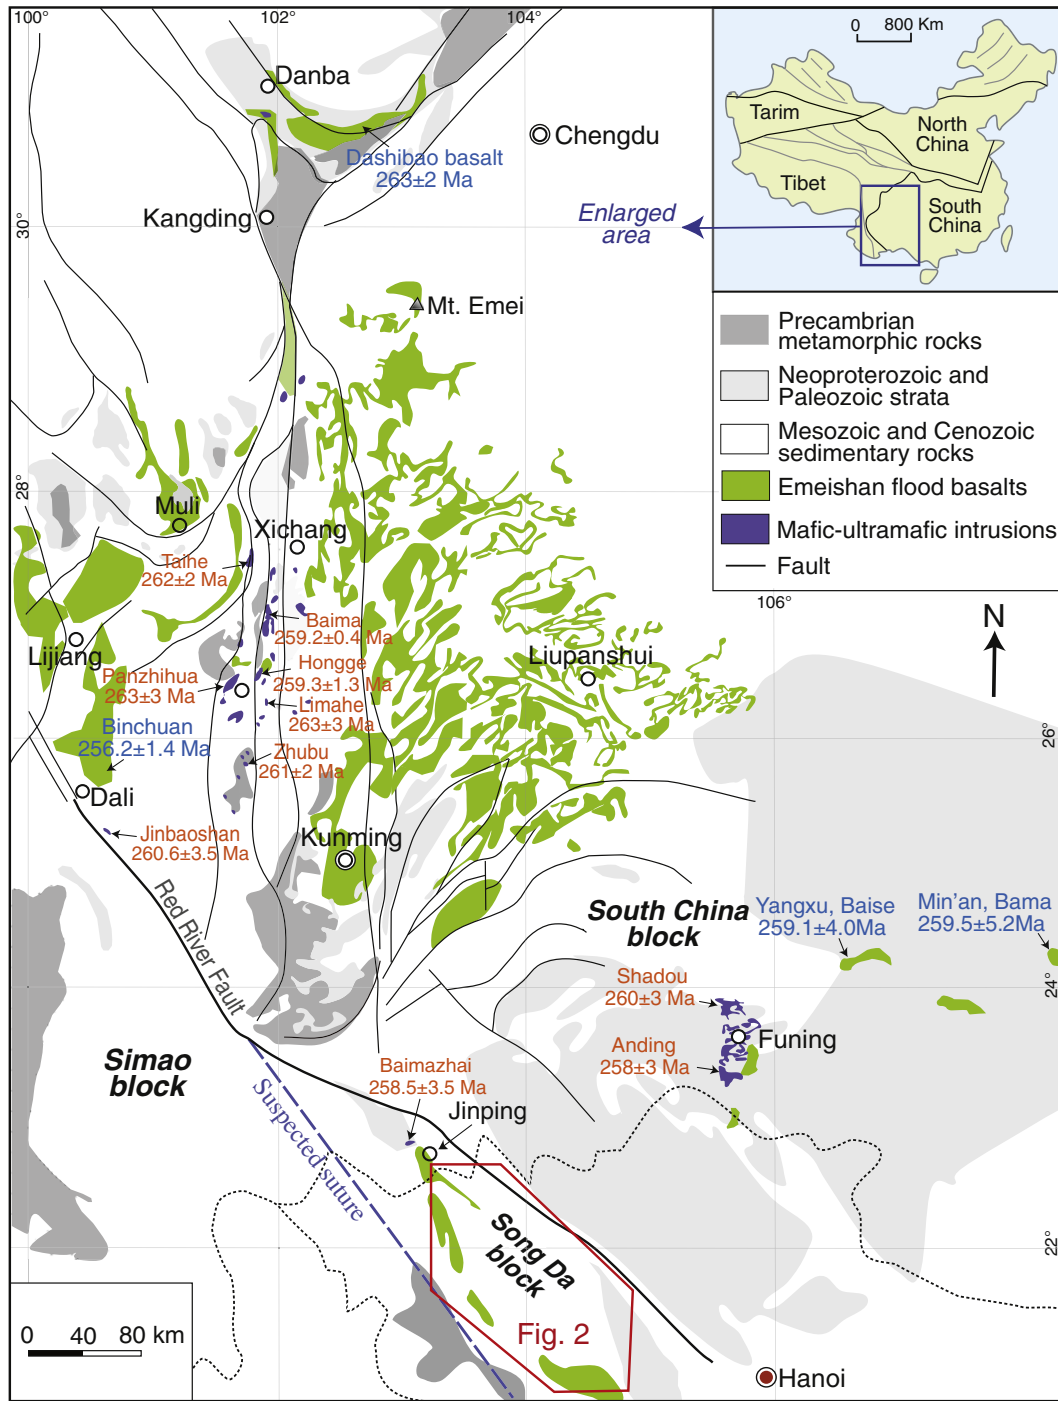 100°
102°
104°
0 800 Km
Tarim
North
China
Tibet
South
China
Danba
Chengdu
Dashibao basalt
263±2 Ma
Kangding
30°
Enlarged
area
Mt. Emei
Precambrian
metamorphic rocks
Neoproterozoic and
Paleozoic strata
Mesozoic and Cenozoic
sedimentary rocks
Emeishan flood basalts
Mafic-ultramafic intrusions
Fault
28°
Muli
Xichang
Taihe
262±2 Ma
106°
N
Baima
259.2±0.4 Ma
Lijiang
Liupanshui
Panzhihua
263±3 Ma
Hongge
259.3±1.3 Ma
Limahe
263±3 Ma
Binchuan
256.2±1.4 Ma
26°
Zhubu
261±2 Ma
Dali
Jinbaoshan
260.6±3.5 Ma
Kunming
Red River Fault
South China
block
Yangxu, Baise
259.1±4.0Ma
Min'an, Bama
259.5±5.2Ma
Shadou
260±3 Ma
24°
Funing
Anding
258±3 Ma
Simao
block
Baimazhai
258.5±3.5 Ma
Jinping
Suspected suture
Song Da
block
22°
Fig. 2
0 40 80 km
Hanoi